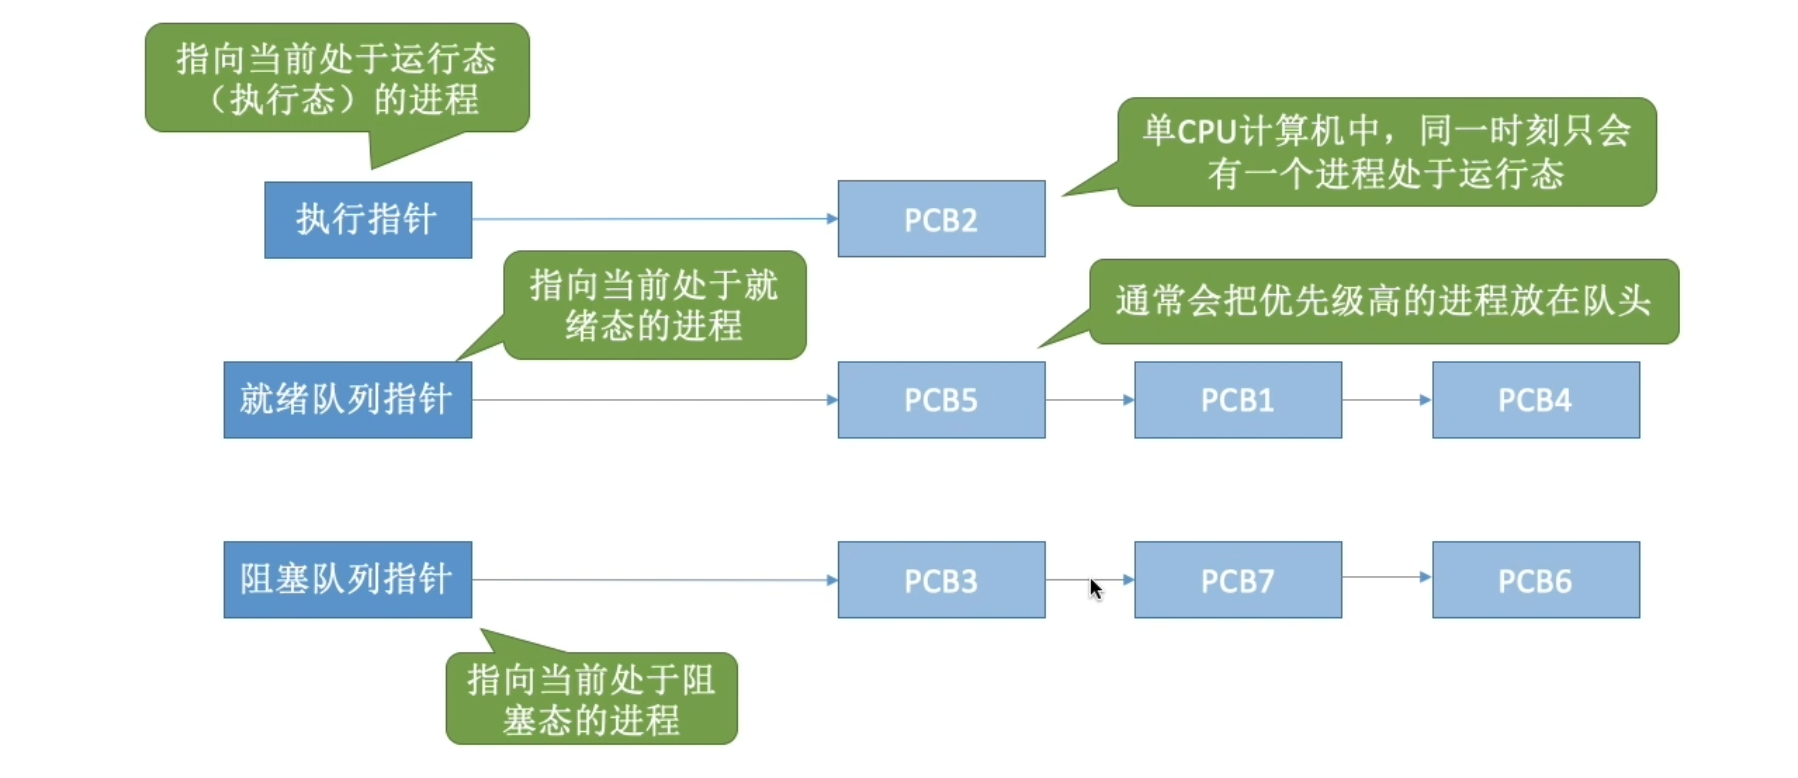 指向当前处于运行态
（执行态）的进程
单CPU计算机中，同一时刻只会
有一个进程处于运行态
执行指针
PCB2
指向当前处于就
绪态的进程
通常会把优先级高的进程放在队头
就绪队列指针
PCB5
PCB1
PCB4
阻塞队列指针
PCB3
PCB7
PCB6
指向当前处于阻
塞态的进程